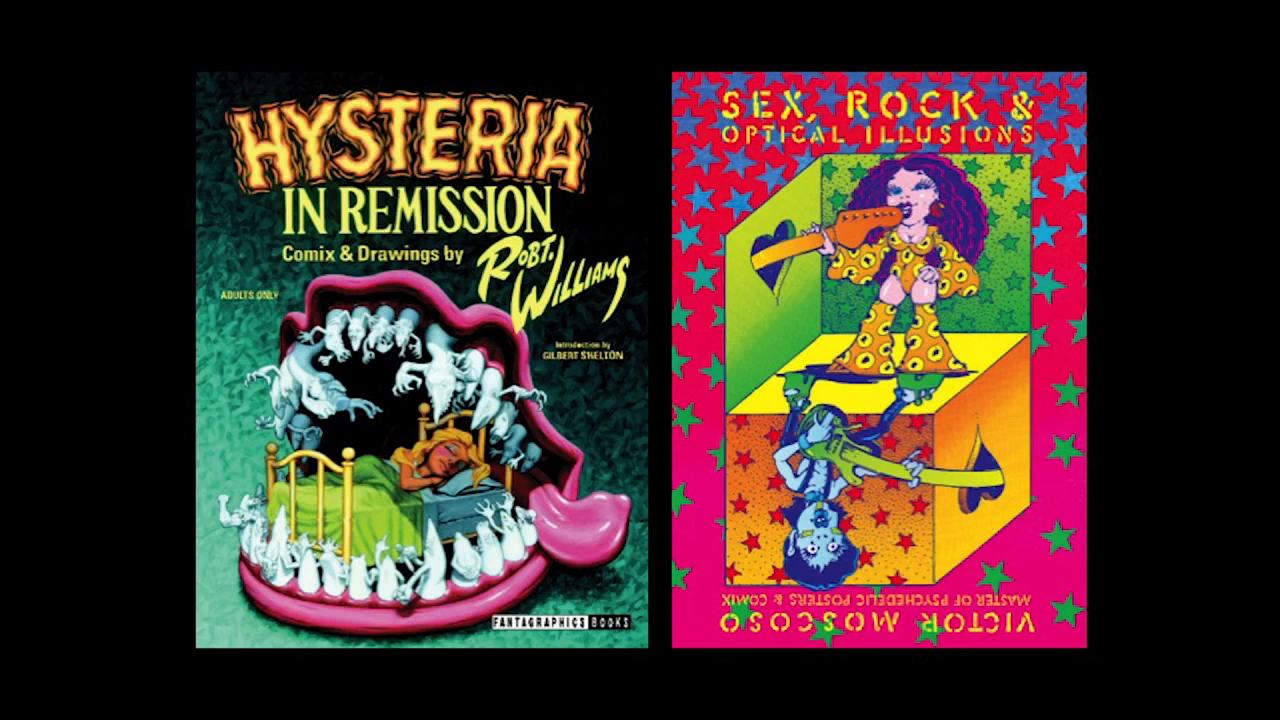 HYSTERIA
IN REMISSION
Comix & Drawings by
ROBT. WILLIAMS
ADULTS ONLY
Introduction by
GILBERT SHELTON
FANTAGRAPHICS BOOKS
SEX, ROCK &
OPTICAL ILLUSIONS
VICTOR MOSCOSO
MASTER OF PSYCHEDELIC POSTERS & COMIX